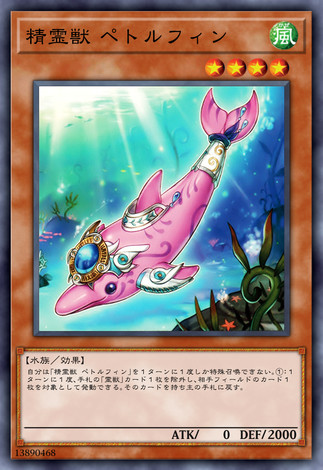 精霊獣 ペトルフィン
風
【水族／効果】
自分は「精霊獣 ペトルフィン」を１ターンに１度しか特殊召喚できない。①：１
ターンに１度、手札の「霊獣」カード１枚を除外し、相手フィールドのカード１
枚を対象として発動できる。そのカードを持ち主の手札に戻す。
ATK/ 0 DEF/2000
13890468